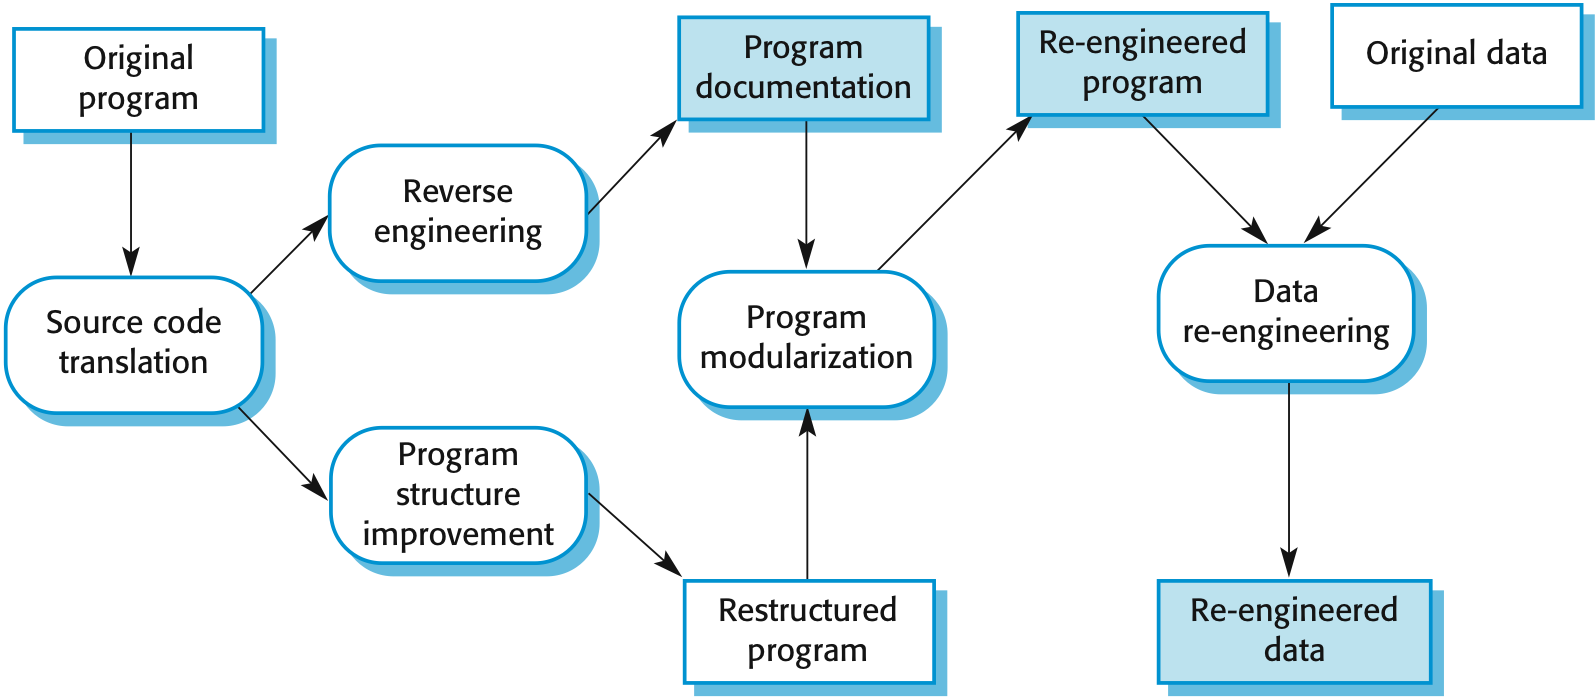 Original
program
Program
documentation
Re-engineered
program
Original data
Reverse
engineering
Source code
translation
Program
modularization
Data
re-engineering
Program
structure
improvement
Restructured
program
Re-engineered
data